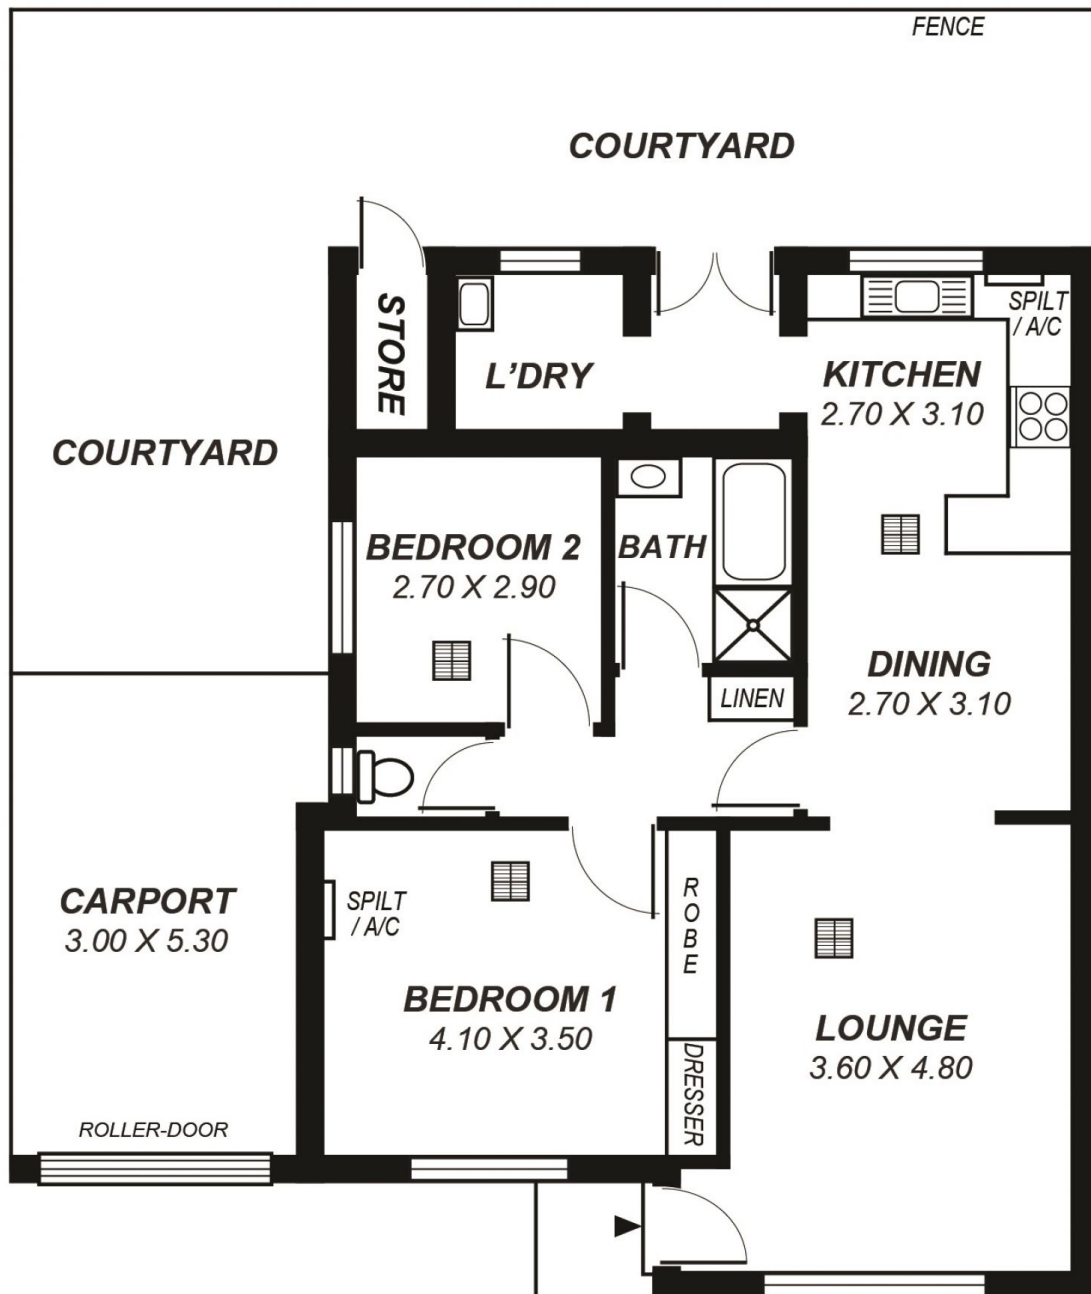 FENCE
COURTYARD
STORE
L'DRY
SPILT
/ A/C
KITCHEN
2.70 X 3.10
COURTYARD
BEDROOM 2
2.70 X 2.90
BATH
LINEN
DINING
2.70 X 3.10
CARPORT
3.00 X 5.30
SPILT
/ A/C
ROBE
BEDROOM 1
4.10 X 3.50
LOUNGE
3.60 X 4.80
DRESSER
ROLLER-DOOR